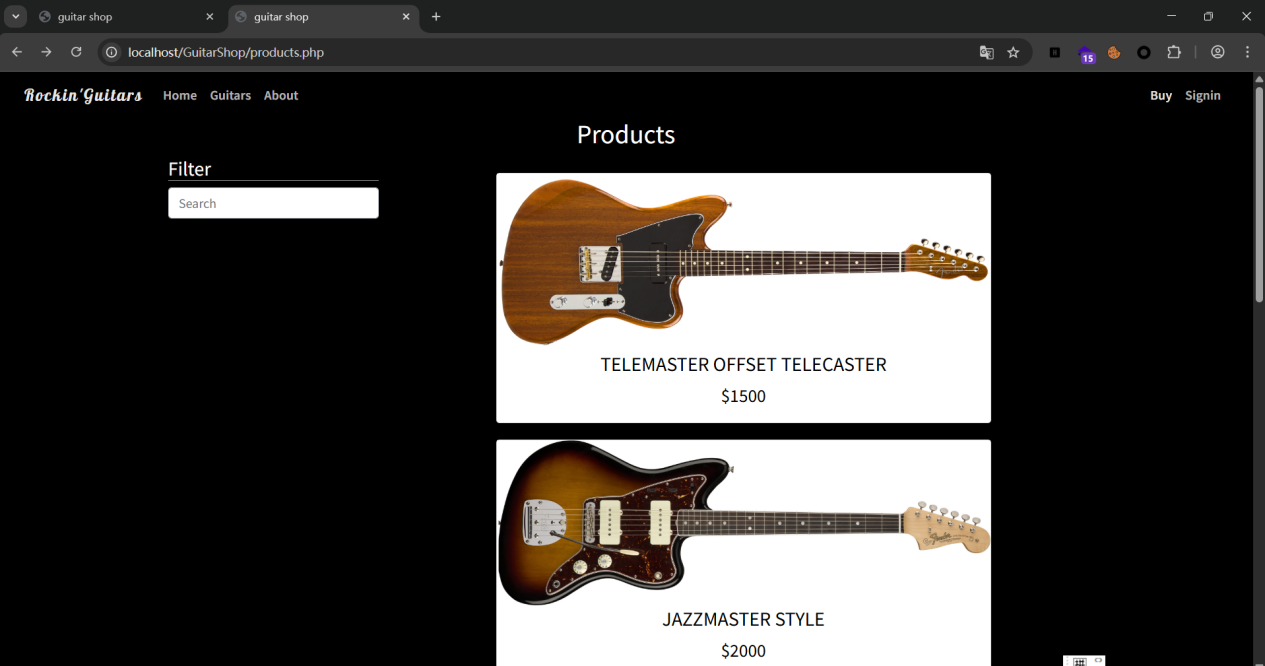 guitar shop
guitar shop
localhost/GuitarShop/products.php
15
Rockin'Guitars Home Guitars About Buy Signin
Products
Filter
Search
TELEMASTER OFFSET TELECASTER
$1500
JAZZMASTER STYLE
$2000